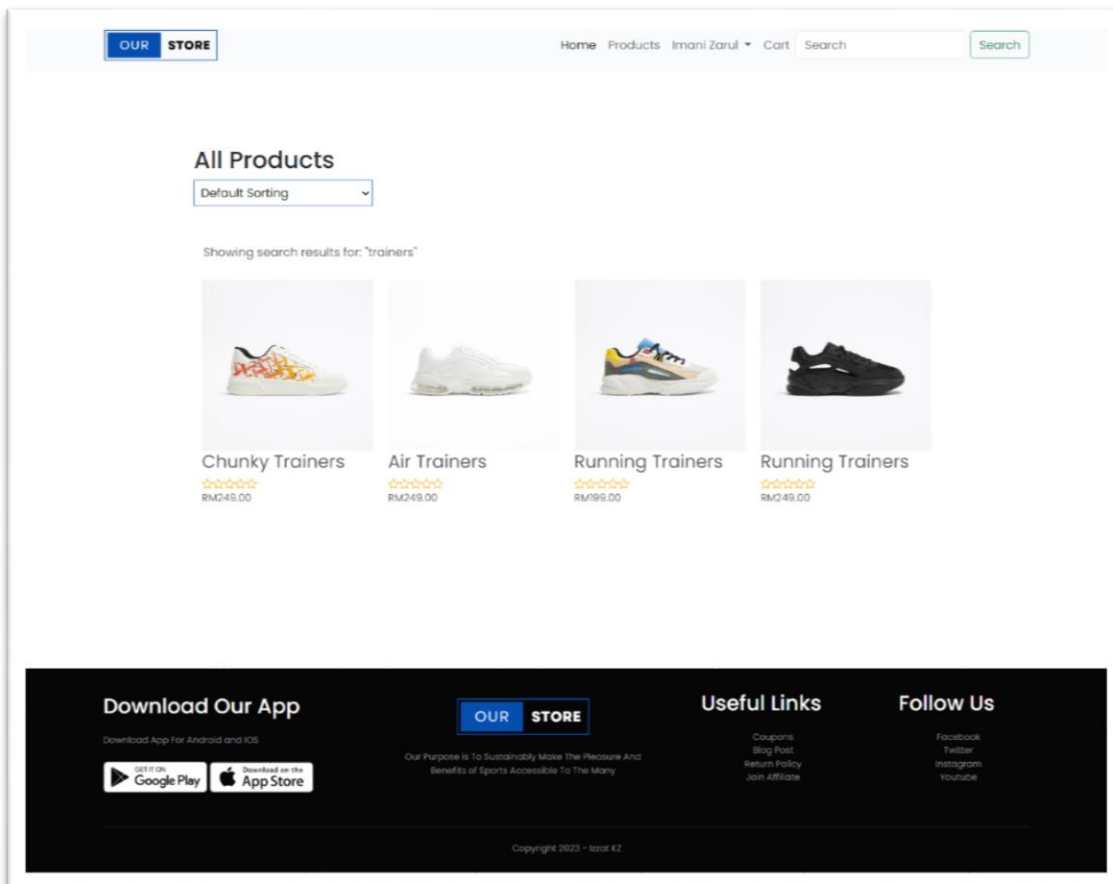 OUR STORE
Home Products Imani Zarul Cart Search Search
All Products
Default Sorting
Showing search results for: "trainers"
Chunky Trainers Air Trainers Running Trainers Running Trainers
RM249.00 RM249.00 RM199.00 RM249.00
Download Our App
Download App For Android and IOS
GET IT ON
Google Play
Download on the
App Store
OUR STORE
Our Purpose Is To Sustainably Make The Pleasure And
Benefits of Sports Accessible To The Many
Useful Links
Coupons
Blog Post
Return Policy
Join Affiliate
Follow Us
Facebook
Twitter
Instagram
Youtube
Copyright 2023 - Izzat KZ